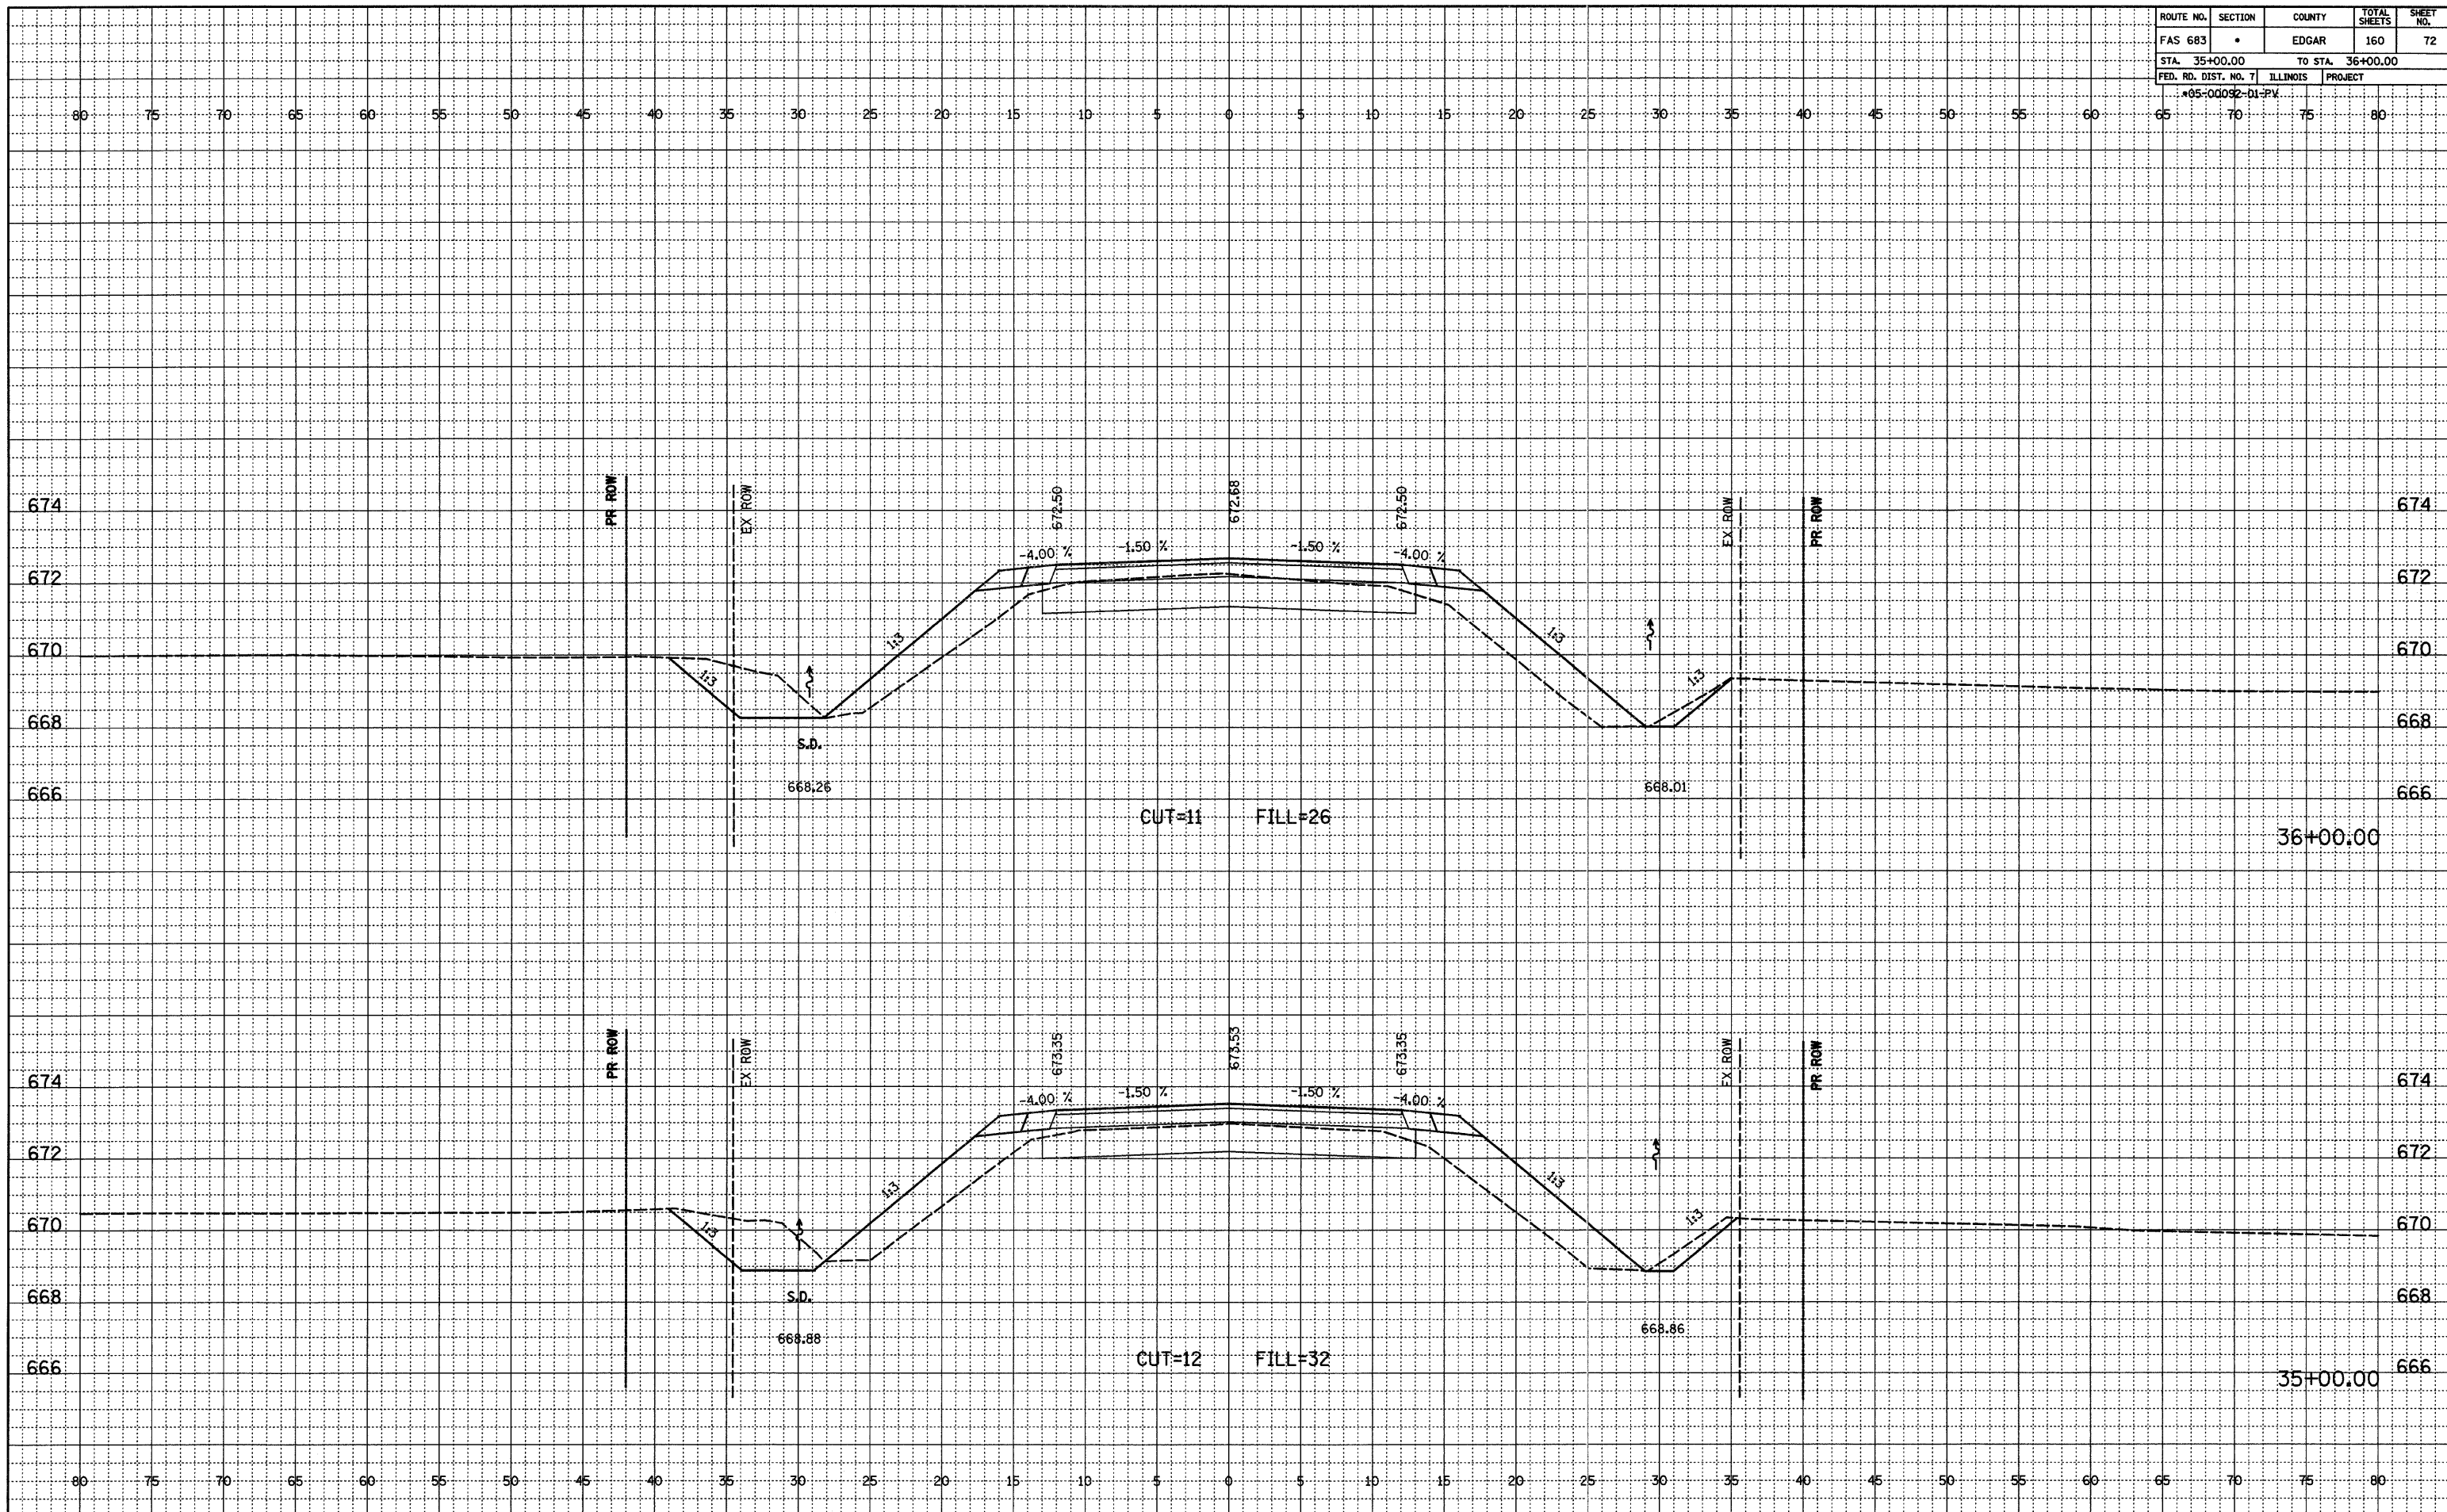 ROUTE NO. SECTION COUNTY TOTAL SHEETS SHEET NO.
FAS 683 • EDGAR 160 72
STA. 35+00.00 TO STA. 36+00.00
FED. RD. DIST. NO. 7 ILLINOIS PROJECT
•05-00092-01-PV
80 75 70 65 60 55 50 45 40 35 30 25 20 15 10 5 0 5 10 15 20 25 30 35 40 45 50 55 60 65 70 75 80
PR ROW
EX ROW
672.50
672.68
672.50
EX ROW
PR ROW
674 674
-4.00 % -1.50 % -1.50 % -4.00 %
672 672
1:3 1:3
670 670
1:3 1:3
668 668
S.D.
668.26 668.01
666 666
CUT=11 FILL=26
36+00.00
PR ROW
EX ROW
673.35
673.53
673.35
EX ROW
PR ROW
674 674
-4.00 % -1.50 % -1.50 % -4.00 %
672 672
1:3 1:3
1:3 1:3
670 670
668 668
S.D.
668.88 668.86
CUT=12 FILL=32
666 666
35+00.00
80 75 70 65 60 55 50 45 40 35 30 25 20 15 10 5 0 5 10 15 20 25 30 35 40 45 50 55 60 65 70 75 80